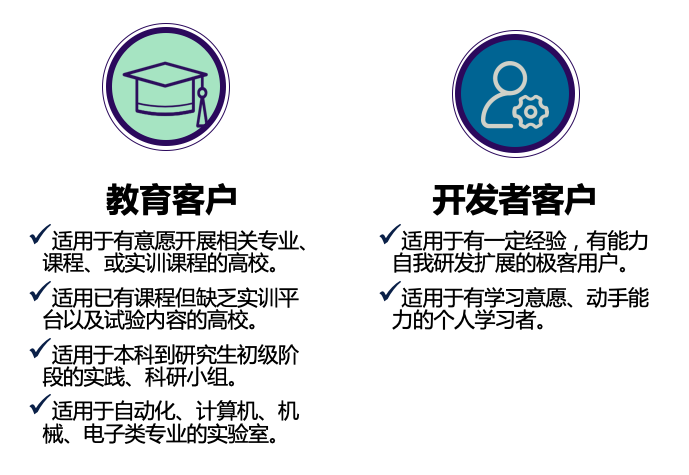 教育客户
✓适用于有意愿开展相关专业、
课程、或实训课程的高校。
✓适用已有课程但缺乏实训平
台以及试验内容的高校。
✓适用于本科到研究生初级阶
段的实践、科研小组。
✓适用于自动化、计算机、机
械、电子类专业的实验室。
开发者客户
✓适用于有一定经验，有能力
自我研发扩展的极客用户。
✓适用于有学习意愿、动手能
力的个人学习者。